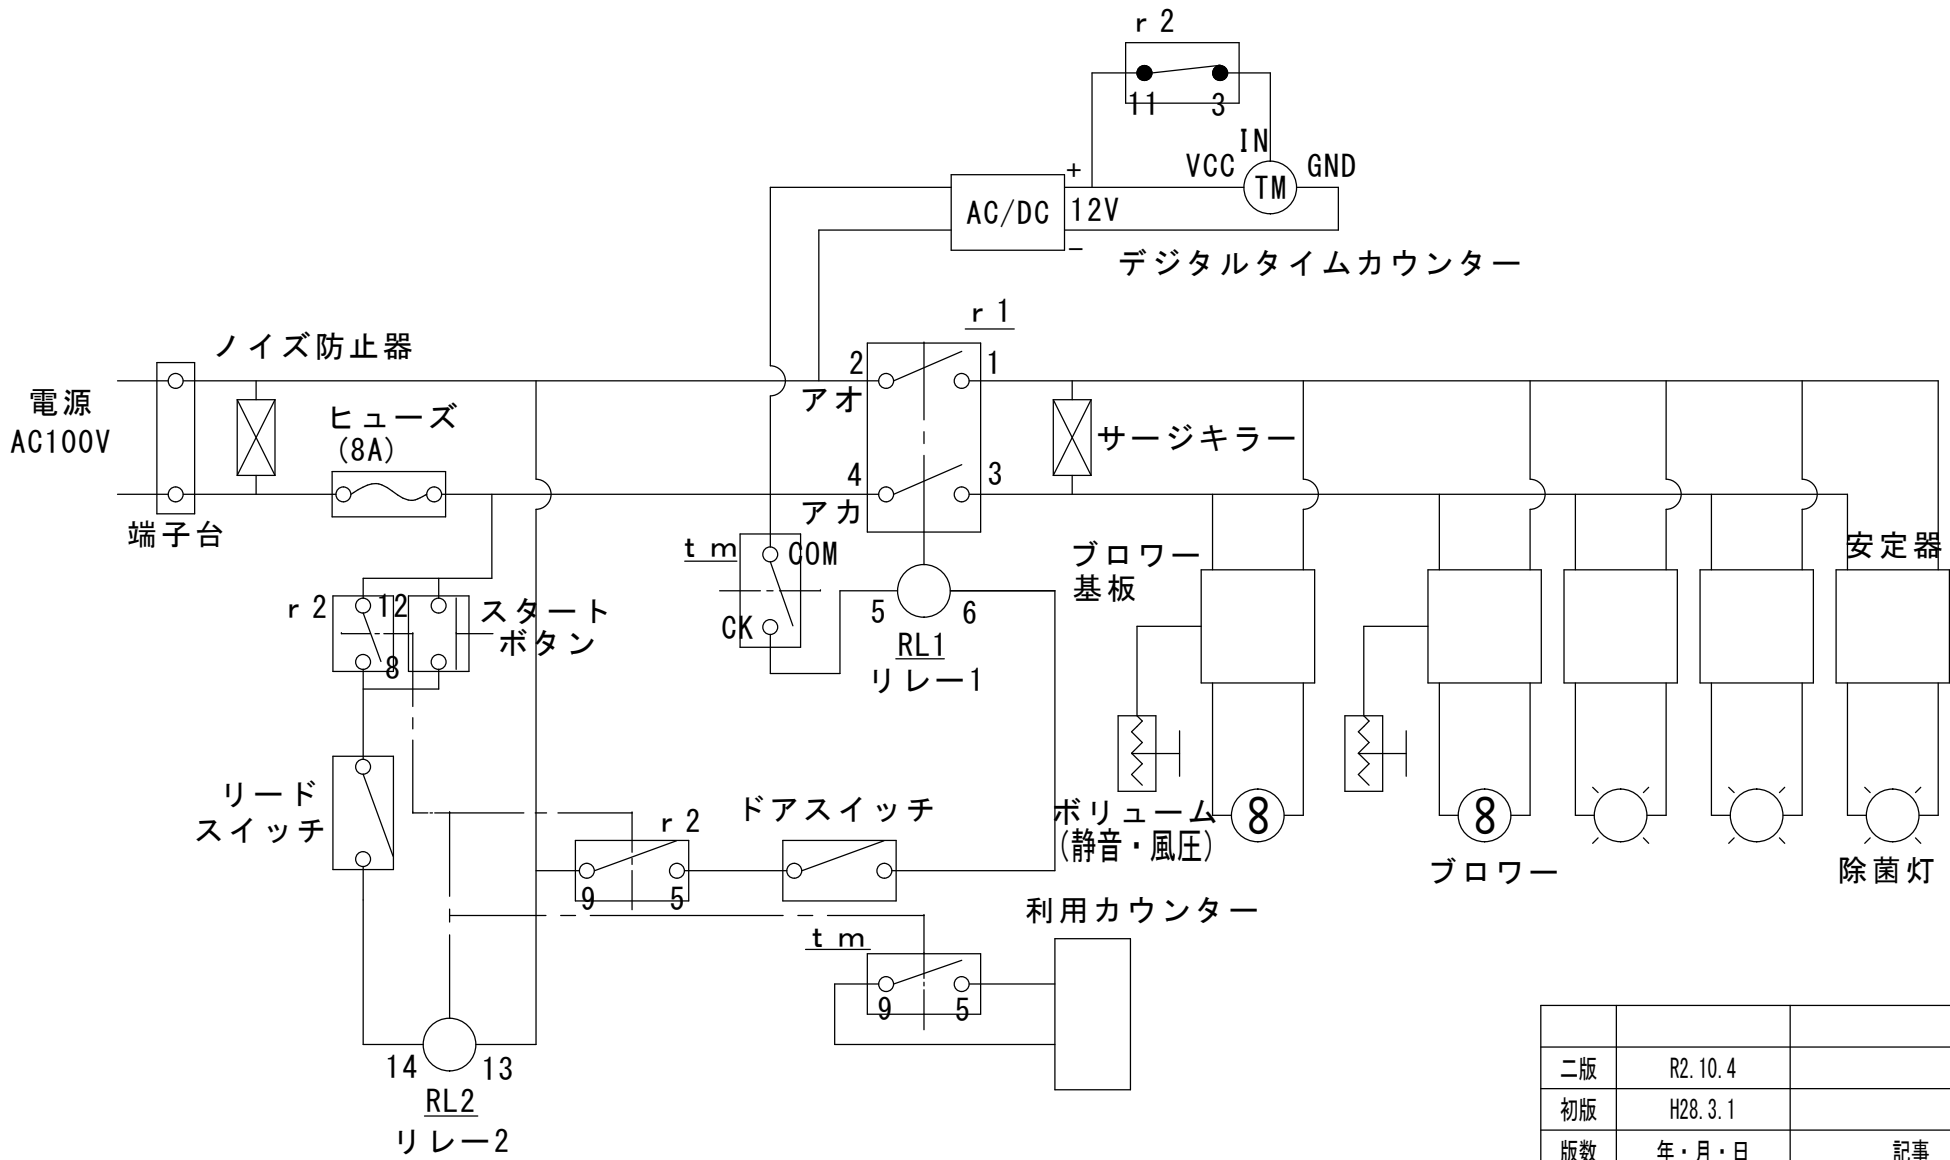 r 2
11 3
IN
VCC TM GND
+
AC/DC 12V
-
デジタルタイムカウンター
r 1
ノイズ防止器
2 1
アオ
電源
AC100V
ヒューズ
(8A)
サージキラー
4 3
アカ
端子台
t m COM
CK
5 6
RL1
リレー1
ブロワー
基板
安定器
r 2 12
8
スタート
ボタン
リード
スイッチ
r 2
9 5
ドアスイッチ
ボリューム
(静音・風圧)
8
8
ブロワー
除菌灯
利用カウンター
t m
9 5
14 13
RL2
リレー2
二版 R2.10.4
初版 H28.3.1
版数 年・月・日 記事